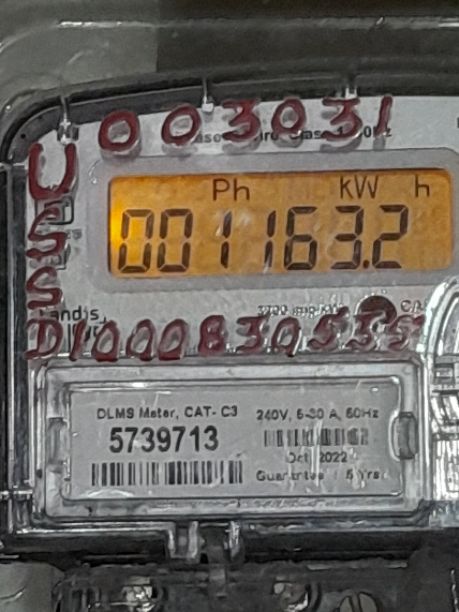 003031
Ph kW h
001163.2
D1000830535
DLMS Meter, CAT- C3
240V, 5-30 A, 50Hz
5739713
Oct 2022
Guarantee 5 Yrs